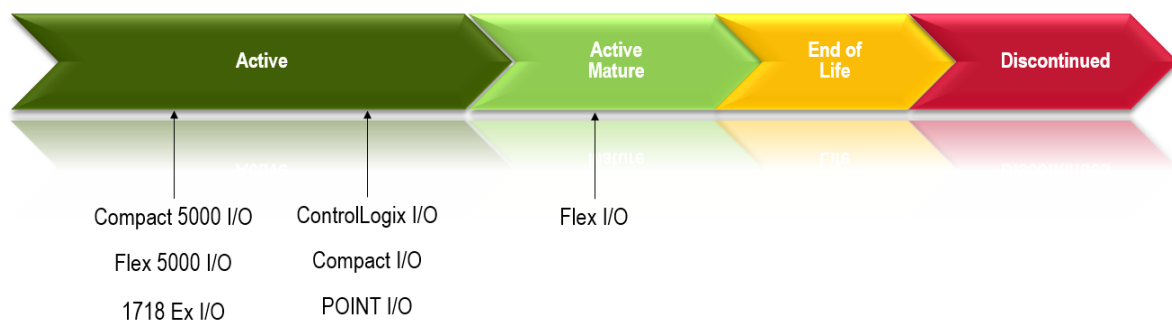 Active
Active
Mature
End of
Life
Discontinued
Compact 5000 I/O
Flex 5000 I/O
1718 Ex I/O
ControlLogix I/O
Compact I/O
POINT I/O
Flex I/O